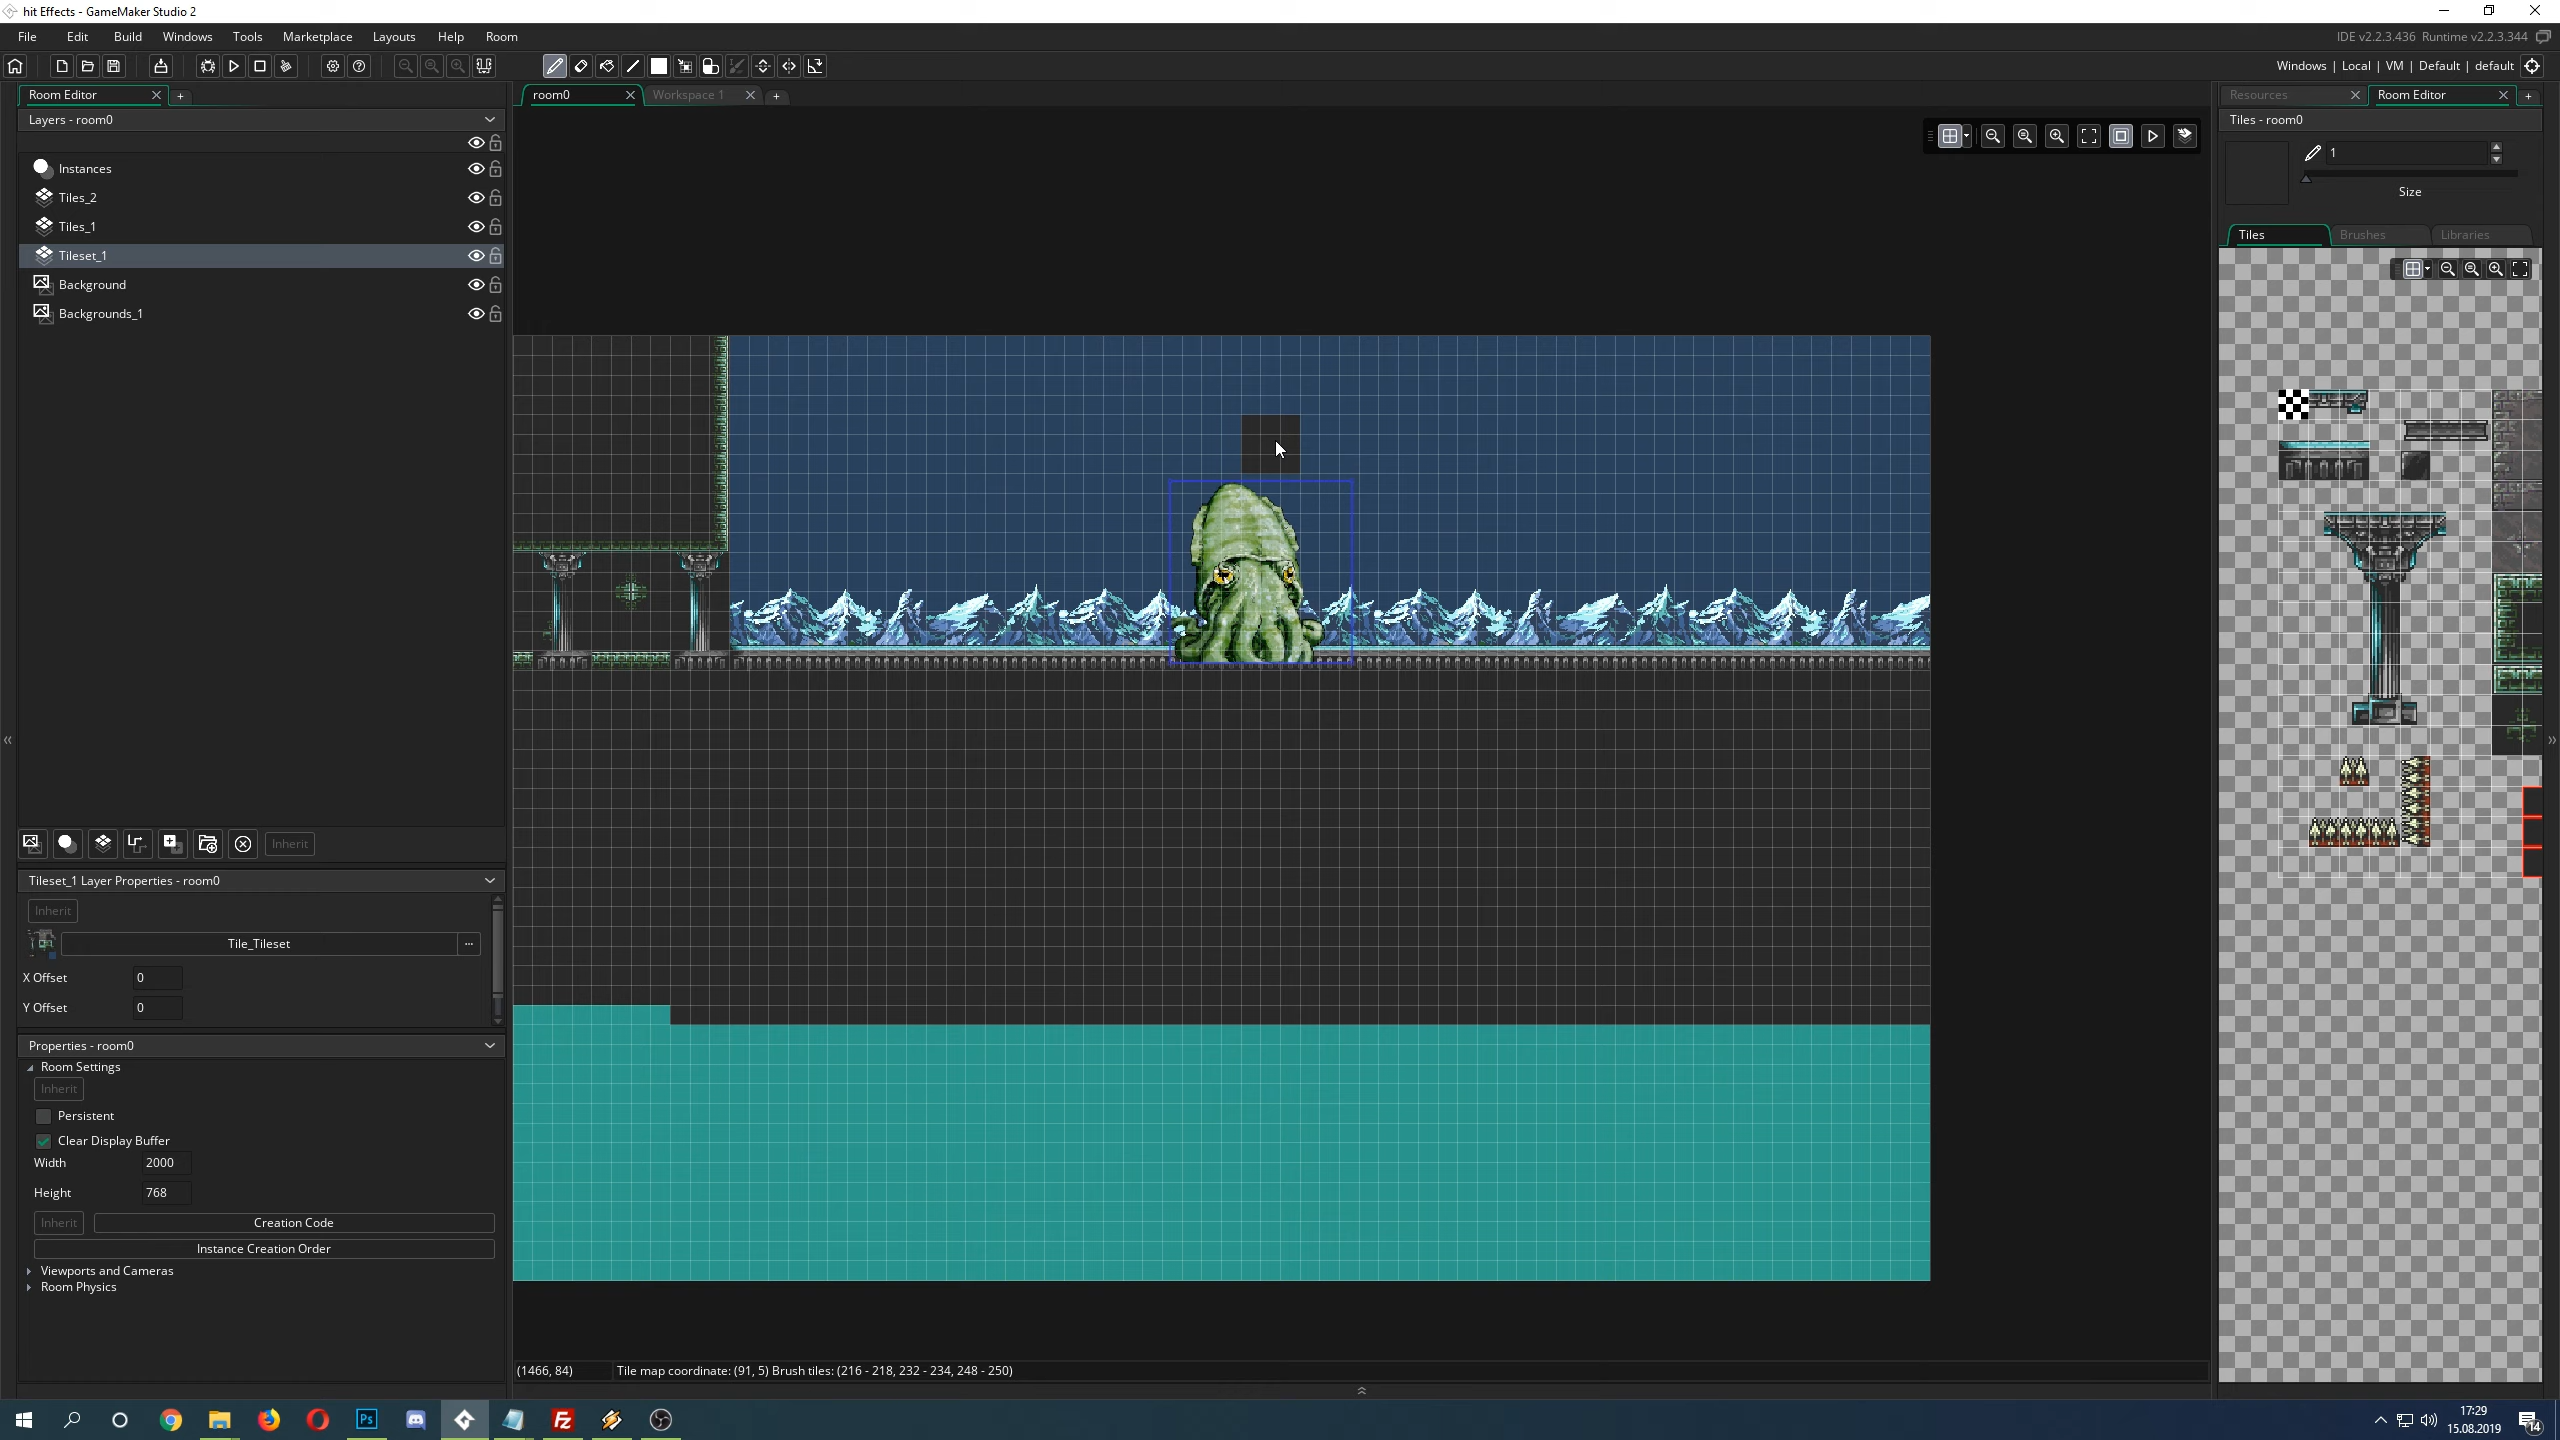 hit Effects - GameMaker Studio 2
File Edit Build Windows Tools Marketplace Layouts Help Room
IDE v2.2.3.436 Runtime v2.2.3.344
Windows | Local | VM | Default | default
Room Editor
room0
Workspace 1
Resources
Room Editor
Layers - room0
Tiles - room0
1
Size
Instances
Tiles_2
Tiles_1
Tileset_1
Background
Backgrounds_1
Tiles
Brushes
Libraries
Inherit
Tileset_1 Layer Properties - room0
Inherit
Tile_Tileset
...
X Offset 0
Y Offset 0
Properties - room0
Room Settings
Inherit
Persistent
Clear Display Buffer
Width 2000
Height 768
Inherit
Creation Code
Instance Creation Order
Viewports and Cameras
Room Physics
(1466, 84)
Tile map coordinate: (91, 5) Brush tiles: (216 - 218, 232 - 234, 248 - 250)
Ps
Fz
17:29
15.08.2019
14